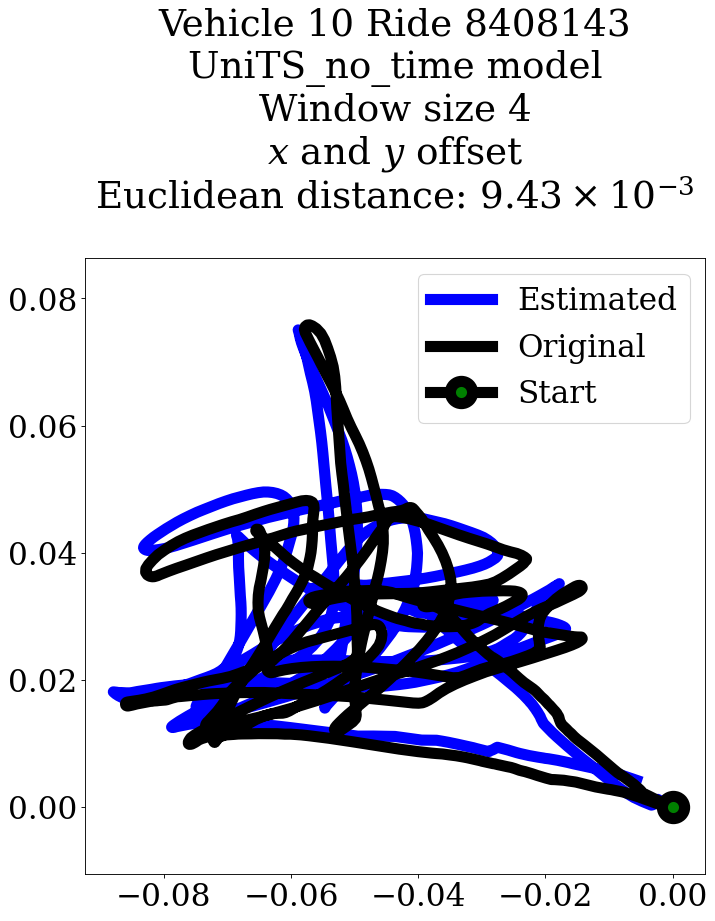 Vehicle 10 Ride 8408143
UniTS_no_time model
Window size 4
x and y offset
Euclidean distance: 9.43 × 10⁻³
Estimated
Original
Start
0.08
0.06
0.04
0.02
0.00
−0.08 −0.06 −0.04 −0.02 0.00